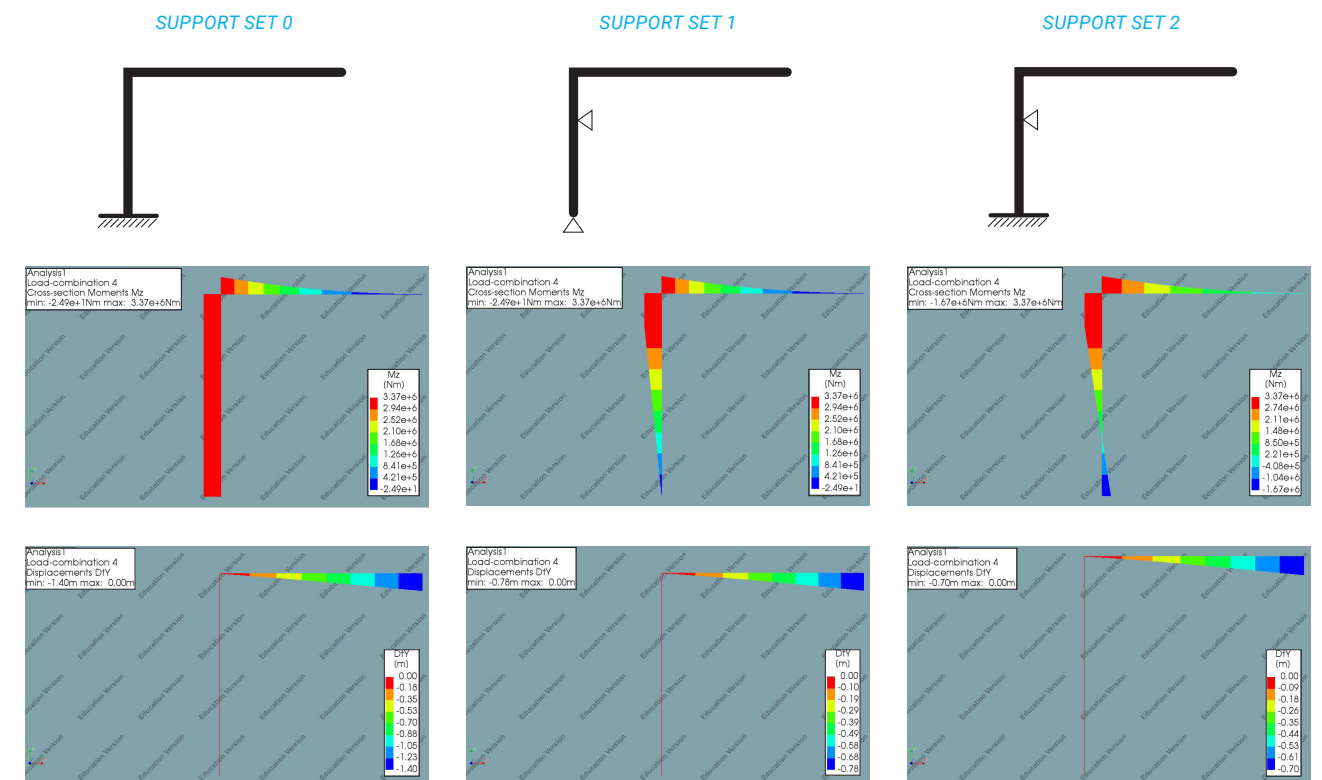 SUPPORT SET 0
SUPPORT SET 1
SUPPORT SET 2
Analysis1
Load-combination 4
Cross-section Moments Mz
min: -2.49e+1Nm max: 3.37e+6Nm
Mz
(Nm)
3.37e+6
2.94e+6
2.52e+6
2.10e+6
1.68e+6
1.26e+6
8.41e+5
4.21e+5
-2.49e+1
Analysis1
Load-combination 4
Cross-section Moments Mz
min: -2.49e+1Nm max: 3.37e+6Nm
Mz
(Nm)
3.37e+6
2.94e+6
2.52e+6
2.10e+6
1.68e+6
1.26e+6
8.41e+5
4.21e+5
-2.49e+1
Analysis1
Load-combination 4
Cross-section Moments Mz
min: -1.67e+6Nm max: 3.37e+6Nm
Mz
(Nm)
3.37e+6
2.74e+6
2.11e+6
1.48e+6
8.50e+5
2.21e+5
-4.08e+5
-1.04e+6
-1.67e+6
Analysis1
Load-combination 4
Displacements DtY
min: -1.40m max: 0.00m
DtY
(m)
0.00
-0.18
-0.35
-0.53
-0.70
-0.88
-1.05
-1.23
-1.40
Analysis1
Load-combination 4
Displacements DtY
min: -0.78m max: 0.00m
DtY
(m)
0.00
-0.10
-0.19
-0.29
-0.39
-0.49
-0.58
-0.68
-0.78
Analysis1
Load-combination 4
Displacements DtY
min: -0.70m max: 0.00m
DtY
(m)
0.00
-0.09
-0.18
-0.26
-0.35
-0.44
-0.53
-0.61
-0.70
Education Version